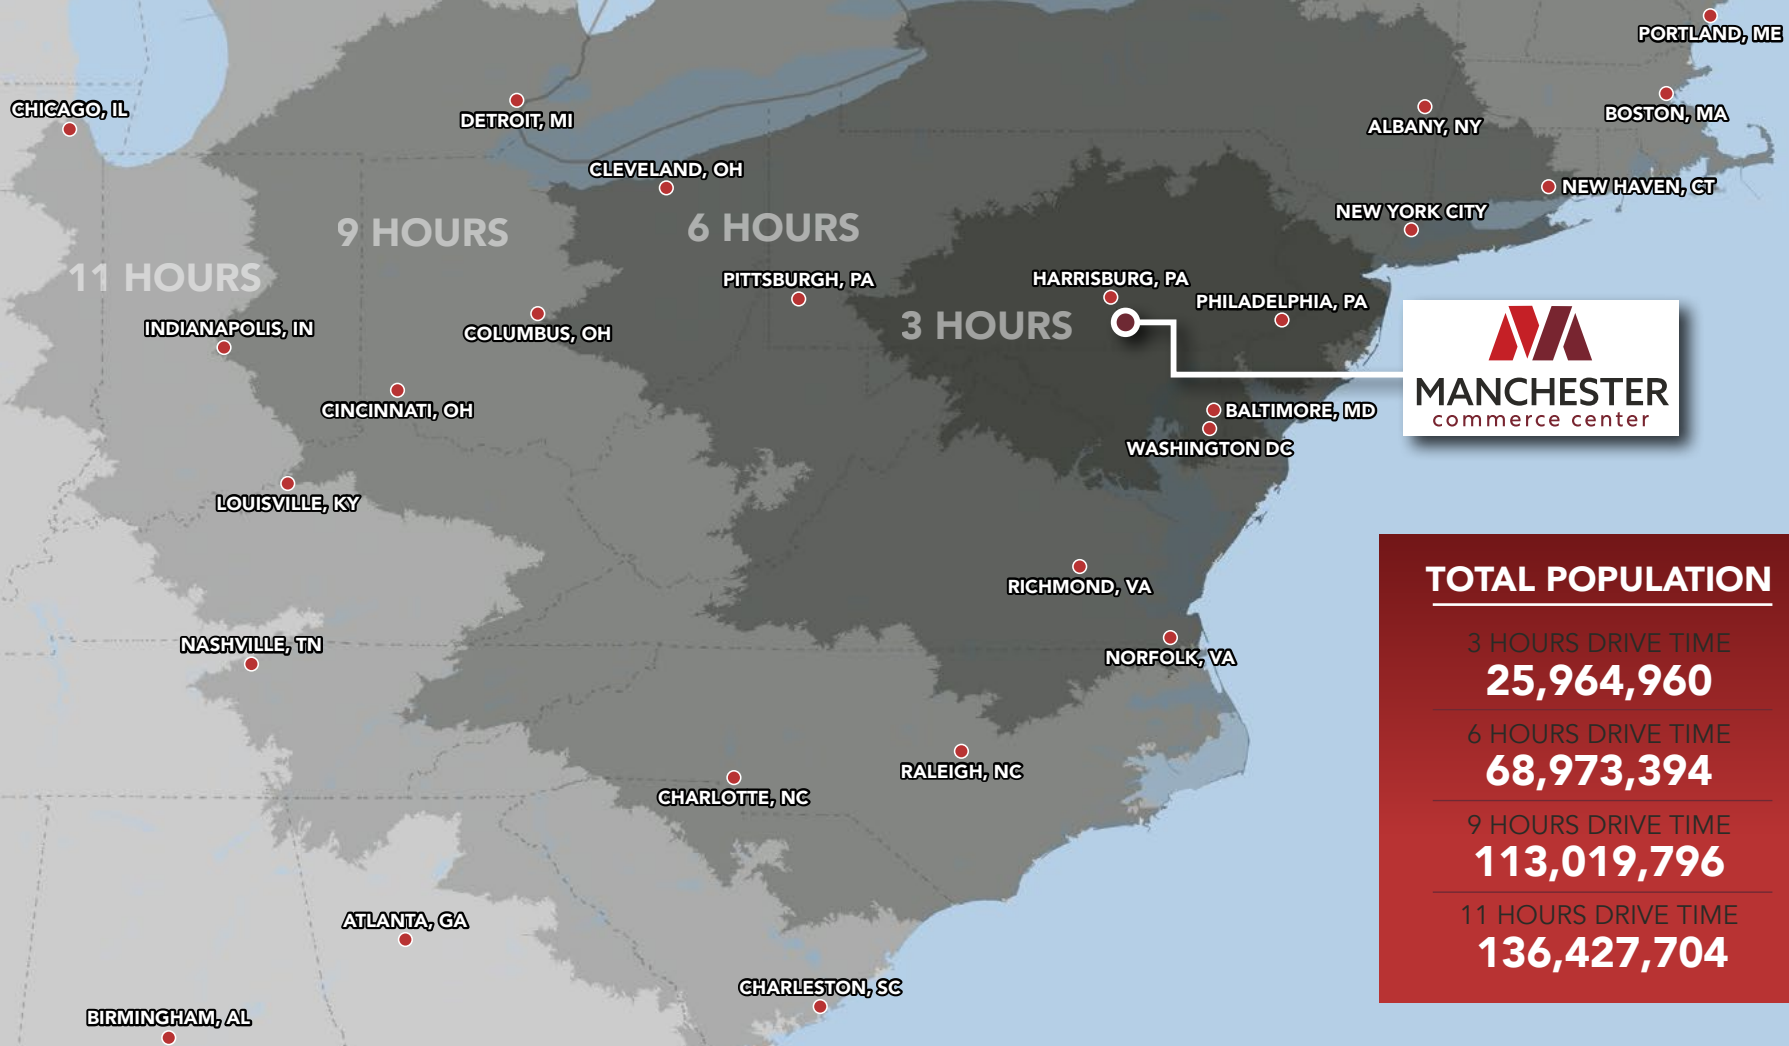 PORTLAND, ME
CHICAGO, IL
DETROIT, MI
ALBANY, NY
BOSTON, MA
CLEVELAND, OH
NEW HAVEN, CT
NEW YORK CITY
9 HOURS
6 HOURS
11 HOURS
PITTSBURGH, PA
HARRISBURG, PA
PHILADELPHIA, PA
3 HOURS
INDIANAPOLIS, IN
COLUMBUS, OH
CINCINNATI, OH
BALTIMORE, MD
WASHINGTON DC
MANCHESTER
commerce center
LOUISVILLE, KY
RICHMOND, VA
NASHVILLE, TN
NORFOLK, VA
RALEIGH, NC
CHARLOTTE, NC
ATLANTA, GA
CHARLESTON, SC
BIRMINGHAM, AL
TOTAL POPULATION
3 HOURS DRIVE TIME
25,964,960
6 HOURS DRIVE TIME
68,973,394
9 HOURS DRIVE TIME
113,019,796
11 HOURS DRIVE TIME
136,427,704